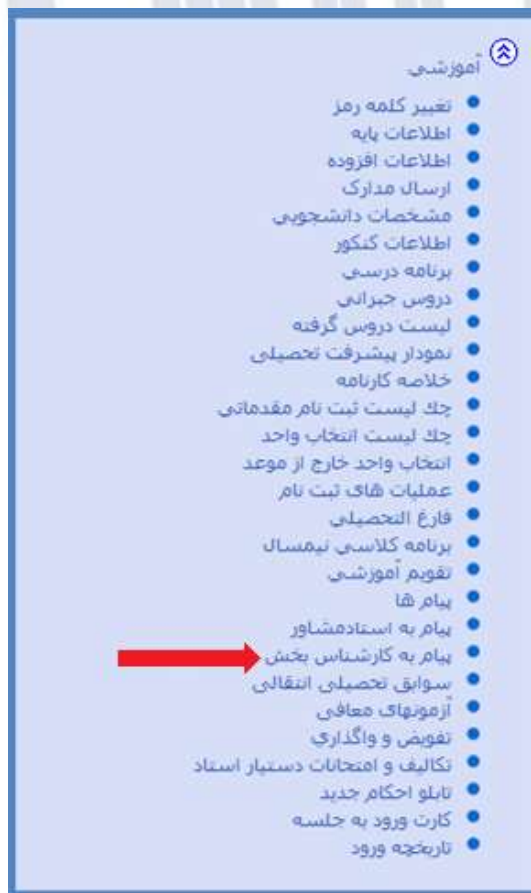 آموزشی
تغییر کلمه رمز
اطلاعات پایه
اطلاعات افزوده
ارسال مدارک
مشخصات دانشجویی
اطلاعات کنکور
برنامه درسی
دروس جبرانی
لیست دروس گرفته
نمودار پیشرفت تحصیلی
خلاصه کارنامه
چك لیست ثبت نام مقدماتی
چك لیست انتخاب واحد
انتخاب واحد خارج از موعد
عملیات های ثبت نام
فارغ التحصیلی
برنامه کلاسی نیمسال
تقویم آموزشی
پیام ها
پیام به استادمشاور
پیام به کارشناس بخش
سوابق تحصیلی انتقالی
آزمونهای معافی
تفویض و واگذاري
تکالیف و امتحانات دستیار استاد
تابلو احکام جدید
کارت ورود به جلسه
تاریخچه ورود